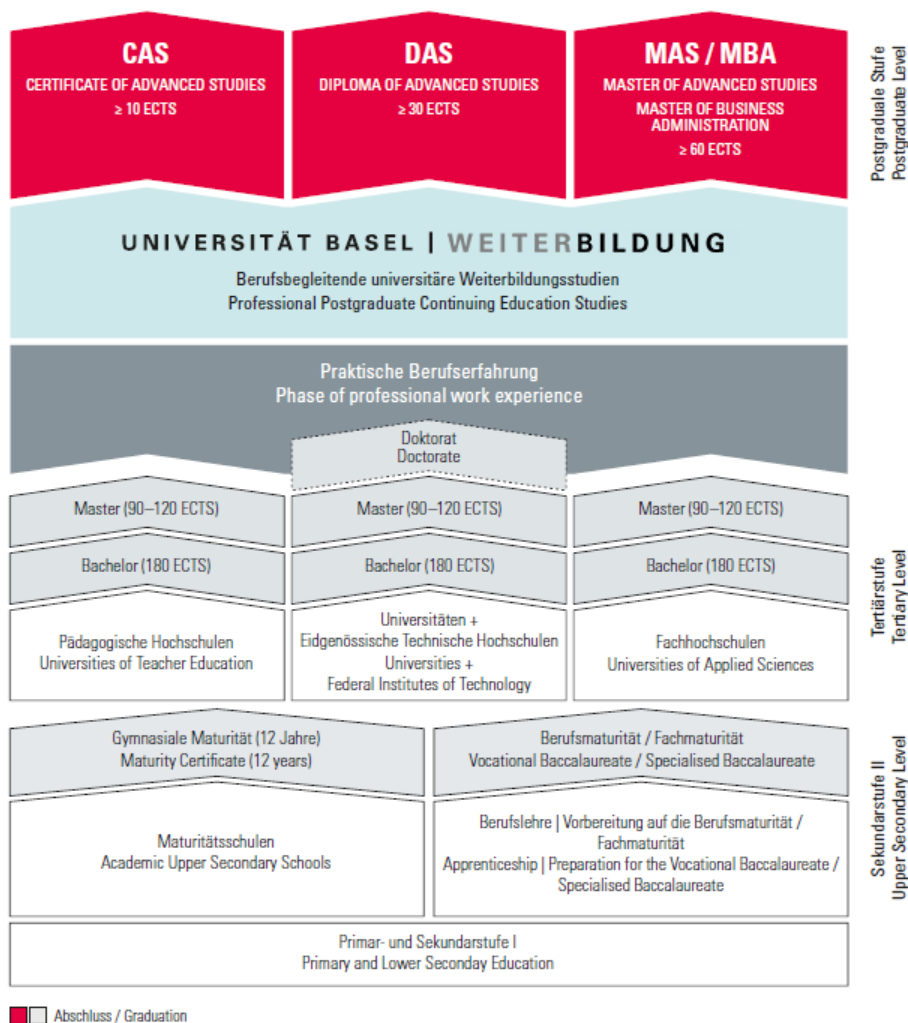 CAS
CERTIFICATE OF ADVANCED STUDIES
≥ 10 ECTS
DAS
DIPLOMA OF ADVANCED STUDIES
≥ 30 ECTS
MAS / MBA
MASTER OF ADVANCED STUDIES
MASTER OF BUSINESS
ADMINISTRATION
≥ 60 ECTS
Postgraduale Stufe
Postgraduate Level
UNIVERSITÄT BASEL | WEITERBILDUNG
Berufsbegleitende universitäre Weiterbildungsstudien
Professional Postgraduate Continuing Education Studies
Praktische Berufserfahrung
Phase of professional work experience
Doktorat
Doctorate
Master (90–120 ECTS)
Master (90–120 ECTS)
Master (90–120 ECTS)
Bachelor (180 ECTS)
Bachelor (180 ECTS)
Bachelor (180 ECTS)
Pädagogische Hochschulen
Universities of Teacher Education
Universitäten +
Eidgenössische Technische Hochschulen
Universities +
Federal Institutes of Technology
Fachhochschulen
Universities of Applied Sciences
Tertiärstufe
Tertiary Level
Gymnasiale Maturität (12 Jahre)
Maturity Certificate (12 years)
Berufsmaturität / Fachmaturität
Vocational Baccalaureate / Specialised Baccalaureate
Maturitätsschulen
Academic Upper Secondary Schools
Berufslehre | Vorbereitung auf die Berufsmaturität /
Fachmaturität
Apprenticeship | Preparation for the Vocational Baccalaureate /
Specialised Baccalaureate
Sekundarstufe II
Upper Secondary Level
Primar- und Sekundarstufe I
Primary and Lower Seconday Education
Abschluss / Graduation